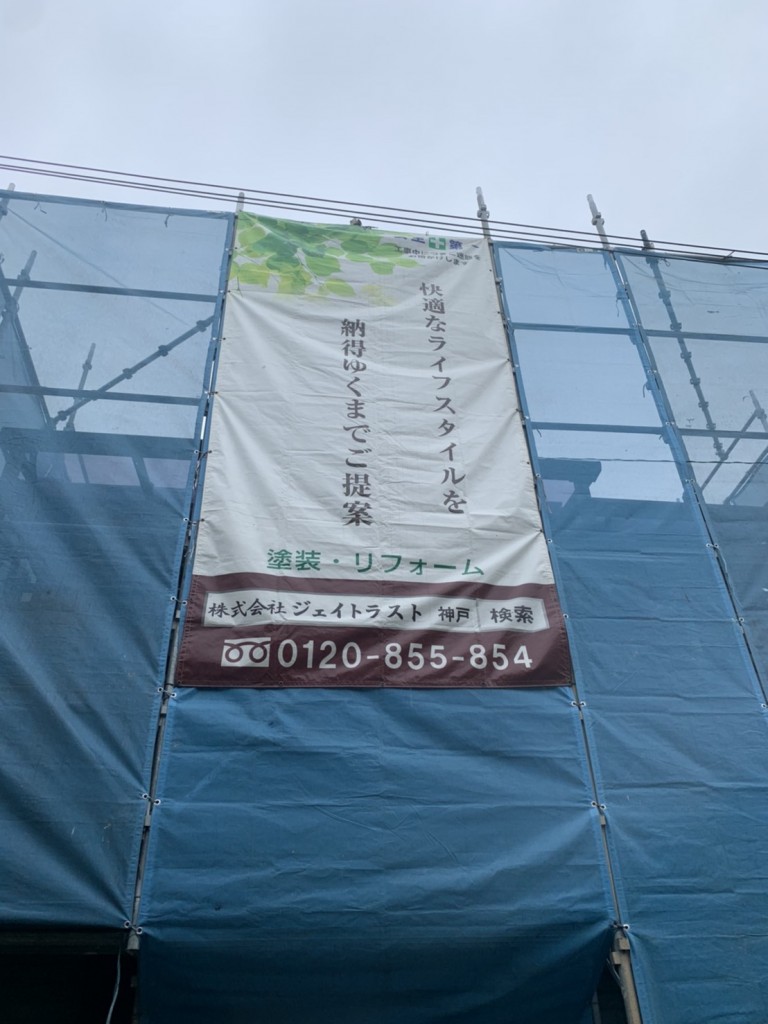 快適なライフスタイルを
納得ゆくまでご提案
塗装・リフォーム
株式会社 ジェイトラスト 神戸 検索
0120-855-854